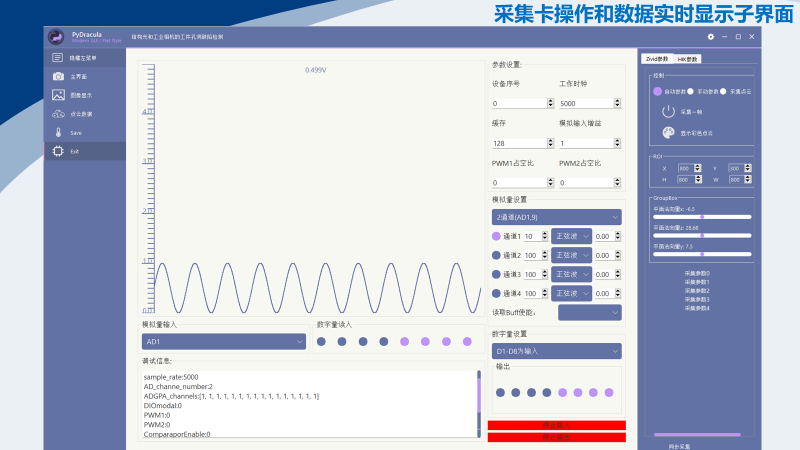 采集卡操作和数据实时显示子界面
PyDracula
Modern GUI / Flat Style
结构光和工业相机的工件孔洞缺陷检测
隐藏左菜单
主界面
图像显示
点云数据
Save
Exit
0.499V
4.0
3.0
2.0
1.0
0.0
模拟量输入
AD1
数字量读入
调试信息:
sample_rate:5000
AD_channe_number:2
ADGPA_channels:[1, 1, 1, 1, 1, 1, 1, 1, 1, 1, 1, 1, 1, 1, 1, 1]
DIOmodal:0
PWM1:0
PWM2:0
ComparaporEnable:0
参数设置:
设备序号 工作时钟
0 5000
缓存 模拟输入增益
128 1
PWM1占空比 PWM2占空比
0 0
模拟量设置
2通道(AD1,9)
通道1 10 正弦波 0.00
通道2 100 正弦波 0.00
通道3 100 正弦波 0.00
通道4 100 正弦波 0.00
读取Buff使能:
数字量设置
D1-D8为输入
输出
Zivid参数 HIK参数
控制
自动参数 手动参数 采集点云
采集一帧
显示彩色点云
ROI
X 800 Y 300
H 800 W 800
GroupBox
平面法向量x: -6.0
平面法向量z: 28.68
平面法向量y: 7.0
采集参数0
采集参数1
采集参数2
采集参数3
采集参数4
同步采集